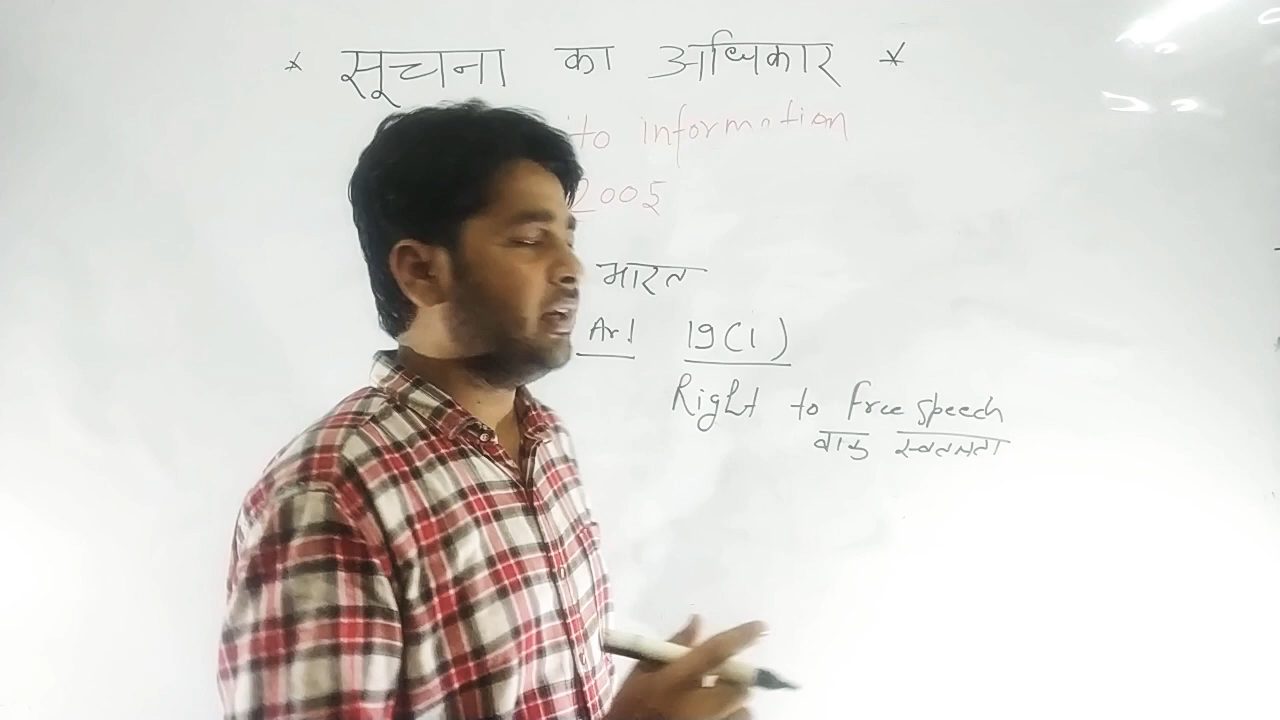 * सूचना का अधिकार *
to information
2005
भारत
Art 19(1)
Right to free speech
वाक स्वतन्त्रता